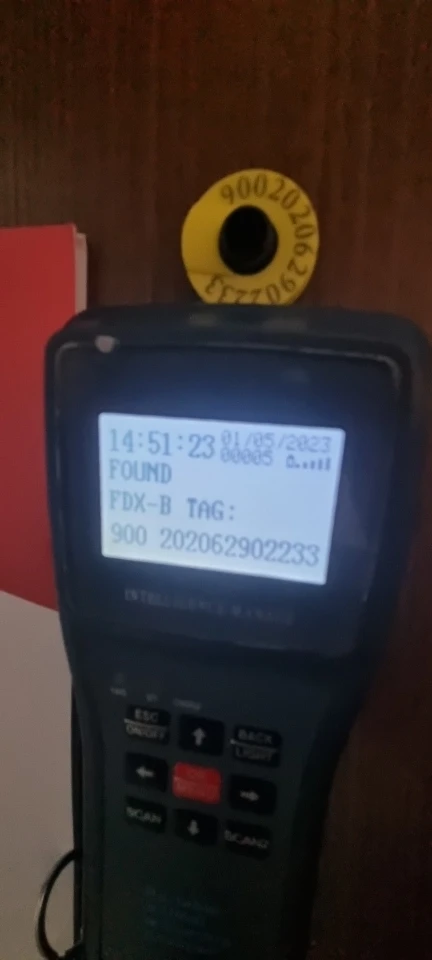 900202062902233
14:51:23 01/05/2023
00005
FOUND
FDX-B TAG:
900 202062902233
ESC
ON/OFF
BACK
LIGHT
SCAN
SCAN2